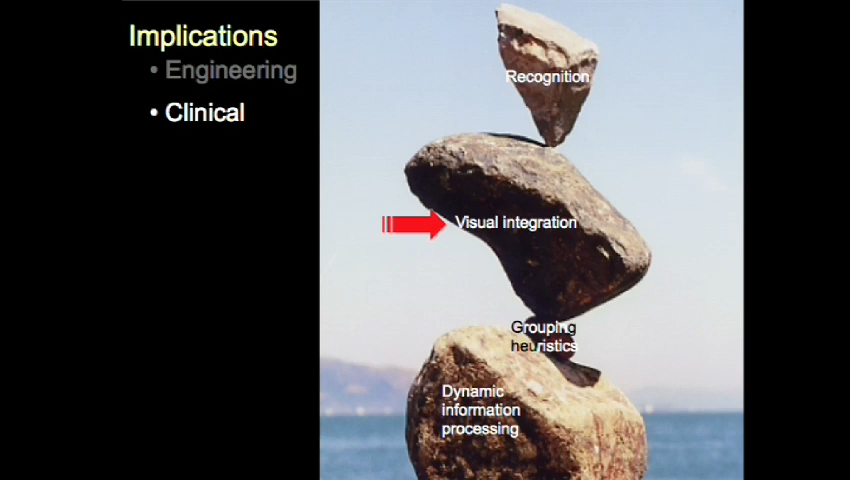 Implications
• Engineering
• Clinical
Recognition
Visual integration
Grouping
heuristics
Dynamic
information
processing